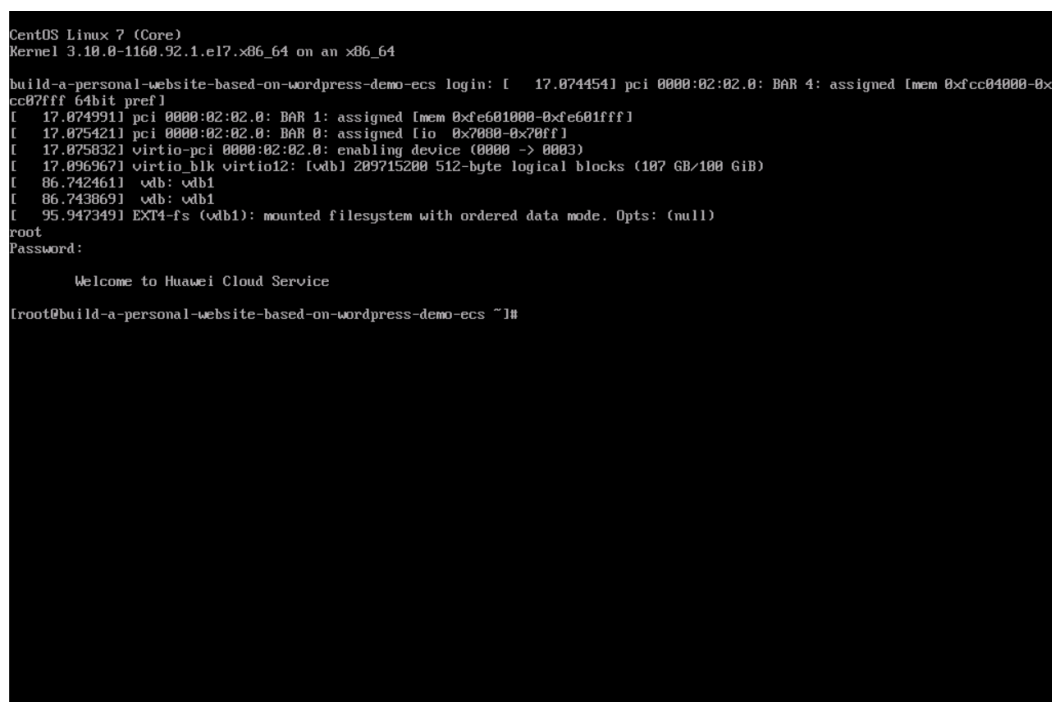 CentOS Linux 7 (Core)
Kernel 3.10.0-1160.92.1.el7.x86_64 on an x86_64
build-a-personal-website-based-on-wordpress-demo-ecs login: [   17.074454] pci 0000:02:02.0: BAR 4: assigned [mem 0xfcc04000-0x
cc07fff 64bit pref]
[   17.074991] pci 0000:02:02.0: BAR 1: assigned [mem 0xfe601000-0xfe601fff]
[   17.075421] pci 0000:02:02.0: BAR 0: assigned [io  0x7080-0x70ff]
[   17.075832] virtio-pci 0000:02:02.0: enabling device (0000 -> 0003)
[   17.096967] virtio_blk virtio12: [vdb] 209715200 512-byte logical blocks (107 GB/100 GiB)
[   86.742461]  vdb: vdb1
[   86.743869]  vdb: vdb1
[   95.947349] EXT4-fs (vdb1): mounted filesystem with ordered data mode. Opts: (null)
root
Password:
Welcome to Huawei Cloud Service
[root@build-a-personal-website-based-on-wordpress-demo-ecs ~]#